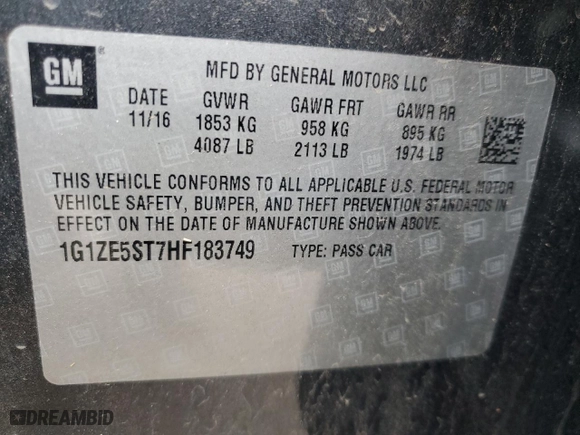 GM
MFD BY GENERAL MOTORS LLC
DATE GVWR GAWR FRT GAWR RR
11/16 1853 KG 958 KG 895 KG
4087 LB 2113 LB 1974 LB
THIS VEHICLE CONFORMS TO ALL APPLICABLE U.S. FEDERAL MOTOR
VEHICLE SAFETY, BUMPER, AND THEFT PREVENTION STANDARDS IN
EFFECT ON THE DATE OF MANUFACTURE SHOWN ABOVE.
1G1ZE5ST7HF183749 TYPE: PASS CAR
DREAMBID